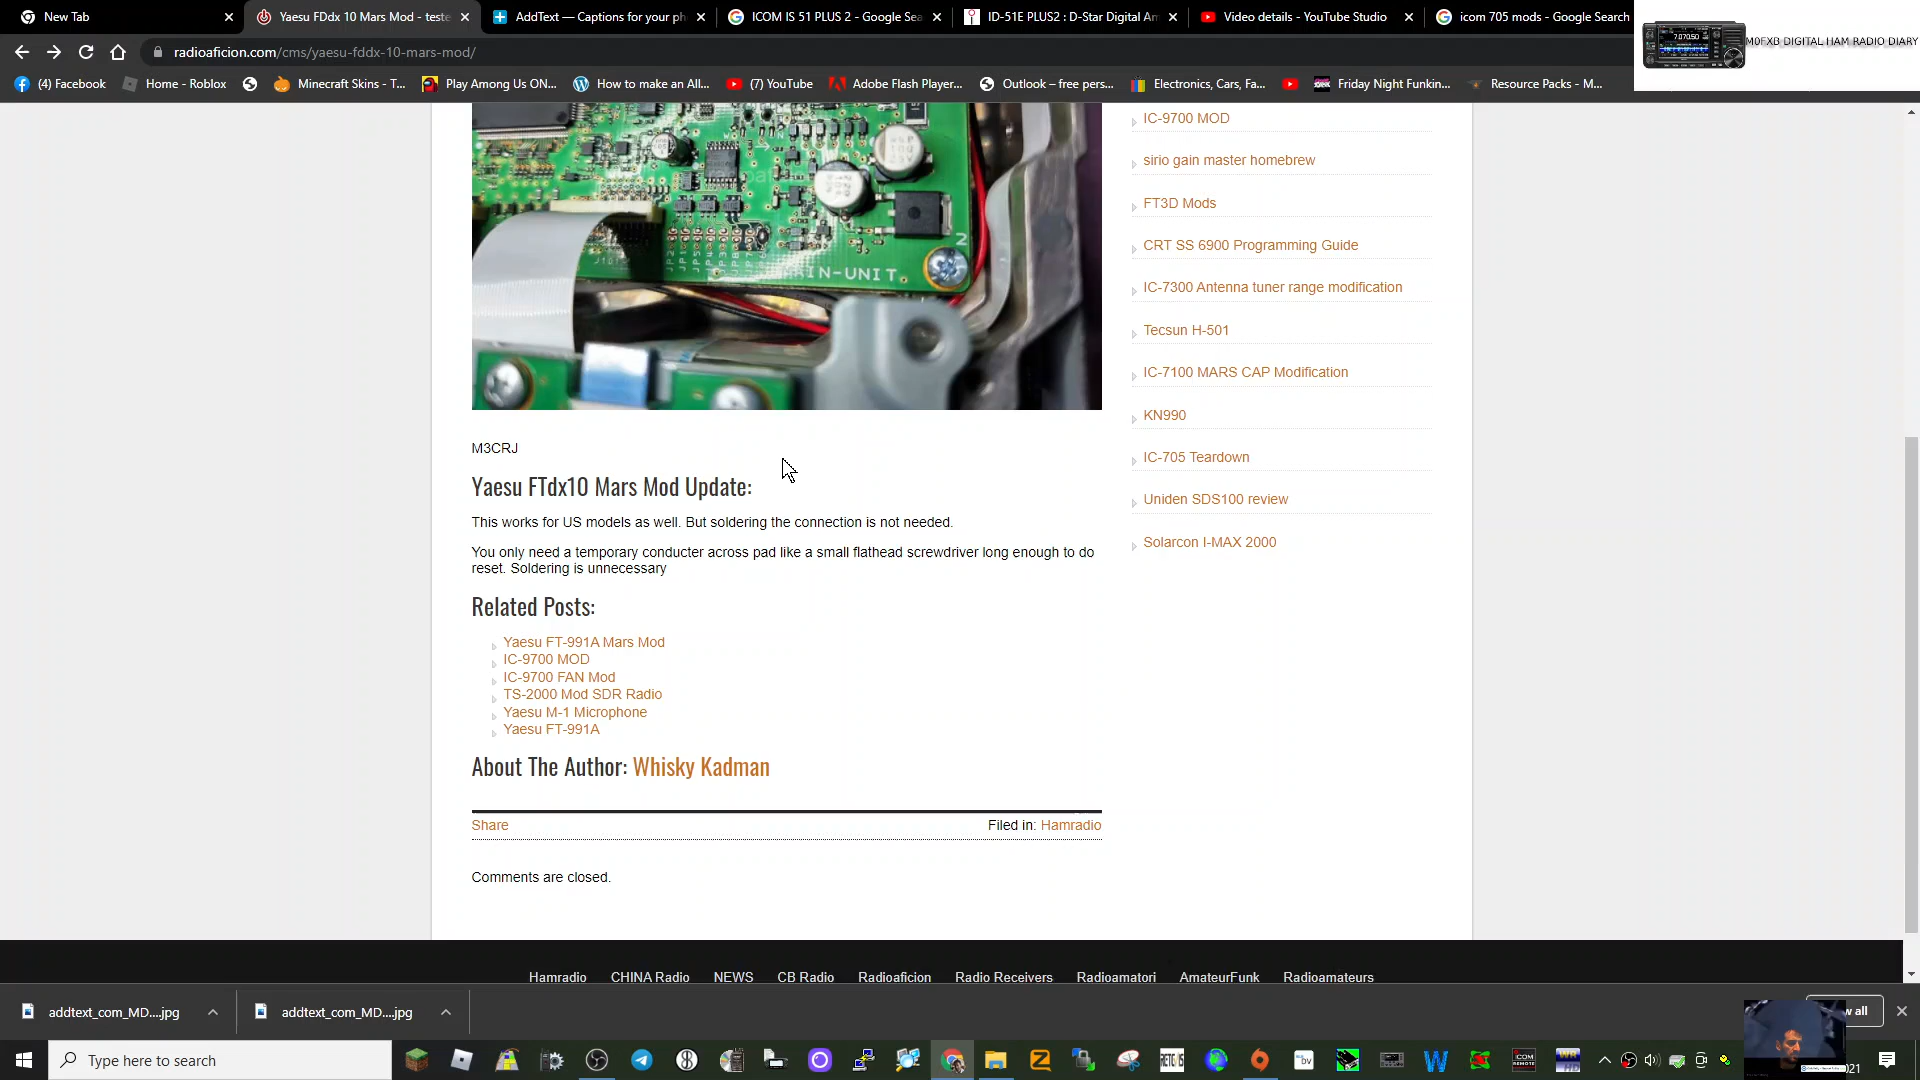 New Tab
Yaesu FDdx 10 Mars Mod - teste
AddText — Captions for your ph
ICOM IS 51 PLUS 2 - Google Sea
ID-51E PLUS2 : D-Star Digital Am
Video details - YouTube Studio
icom 705 mods - Google Search
M0FXB DIGITAL HAM RADIO DIARY
radioaficion.com/cms/yaesu-fddx-10-mars-mod/
(4) Facebook
Home - Roblox
Minecraft Skins - T...
Play Among Us ON...
How to make an All...
(7) YouTube
Adobe Flash Player...
Outlook – free pers...
Electronics, Cars, Fa...
Friday Night Funkin...
Resource Packs - M...
2
IN-UNIT.
IC-9700 MOD
sirio gain master homebrew
FT3D Mods
CRT SS 6900 Programming Guide
IC-7300 Antenna tuner range modification
Tecsun H-501
IC-7100 MARS CAP Modification
KN990
IC-705 Teardown
Uniden SDS100 review
Solarcon I-MAX 2000
M3CRJ
Yaesu FTdx10 Mars Mod Update:
This works for US models as well. But soldering the connection is not needed.
You only need a temporary conducter across pad like a small flathead screwdriver long enough to do
reset. Soldering is unnecessary
Related Posts:
Yaesu FT-991A Mars Mod
IC-9700 MOD
IC-9700 FAN Mod
TS-2000 Mod SDR Radio
Yaesu M-1 Microphone
Yaesu FT-991A
About The Author: Whisky Kadman
Share
Filed in: Hamradio
Comments are closed.
Hamradio CHINA Radio NEWS CB Radio Radioaficion Radio Receivers Radioamatori AmateurFunk Radioamateurs
addtext_com_MD....jpg
addtext_com_MD....jpg
w all
Type here to search
021